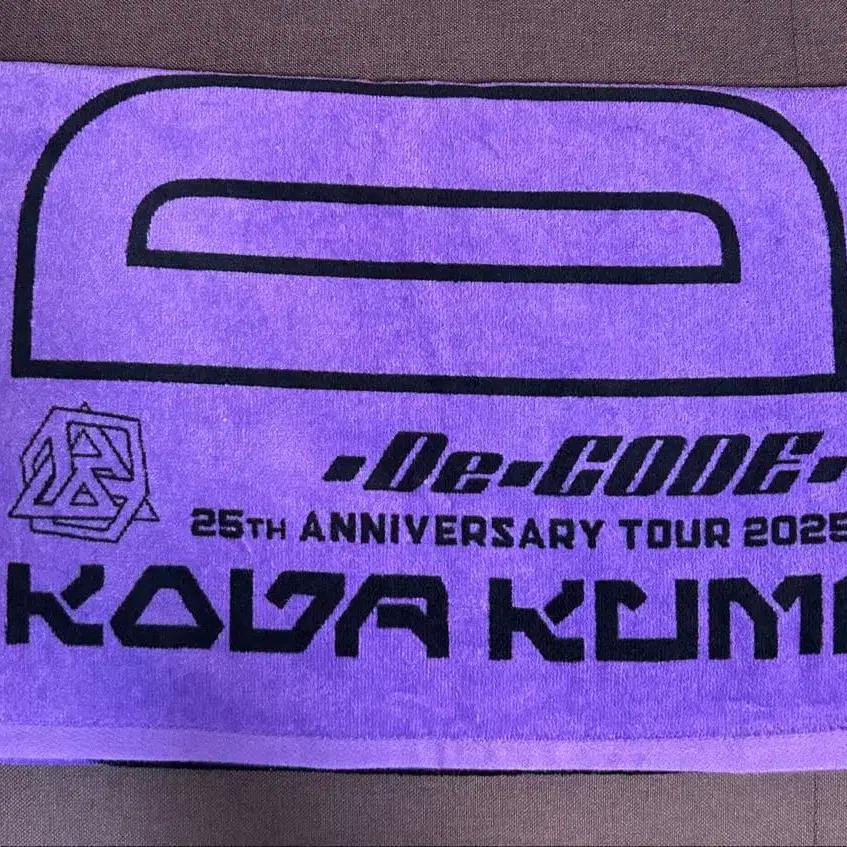 -De-CODE-
25TH ANNIVERSARY TOUR 2025
KODA KUMI